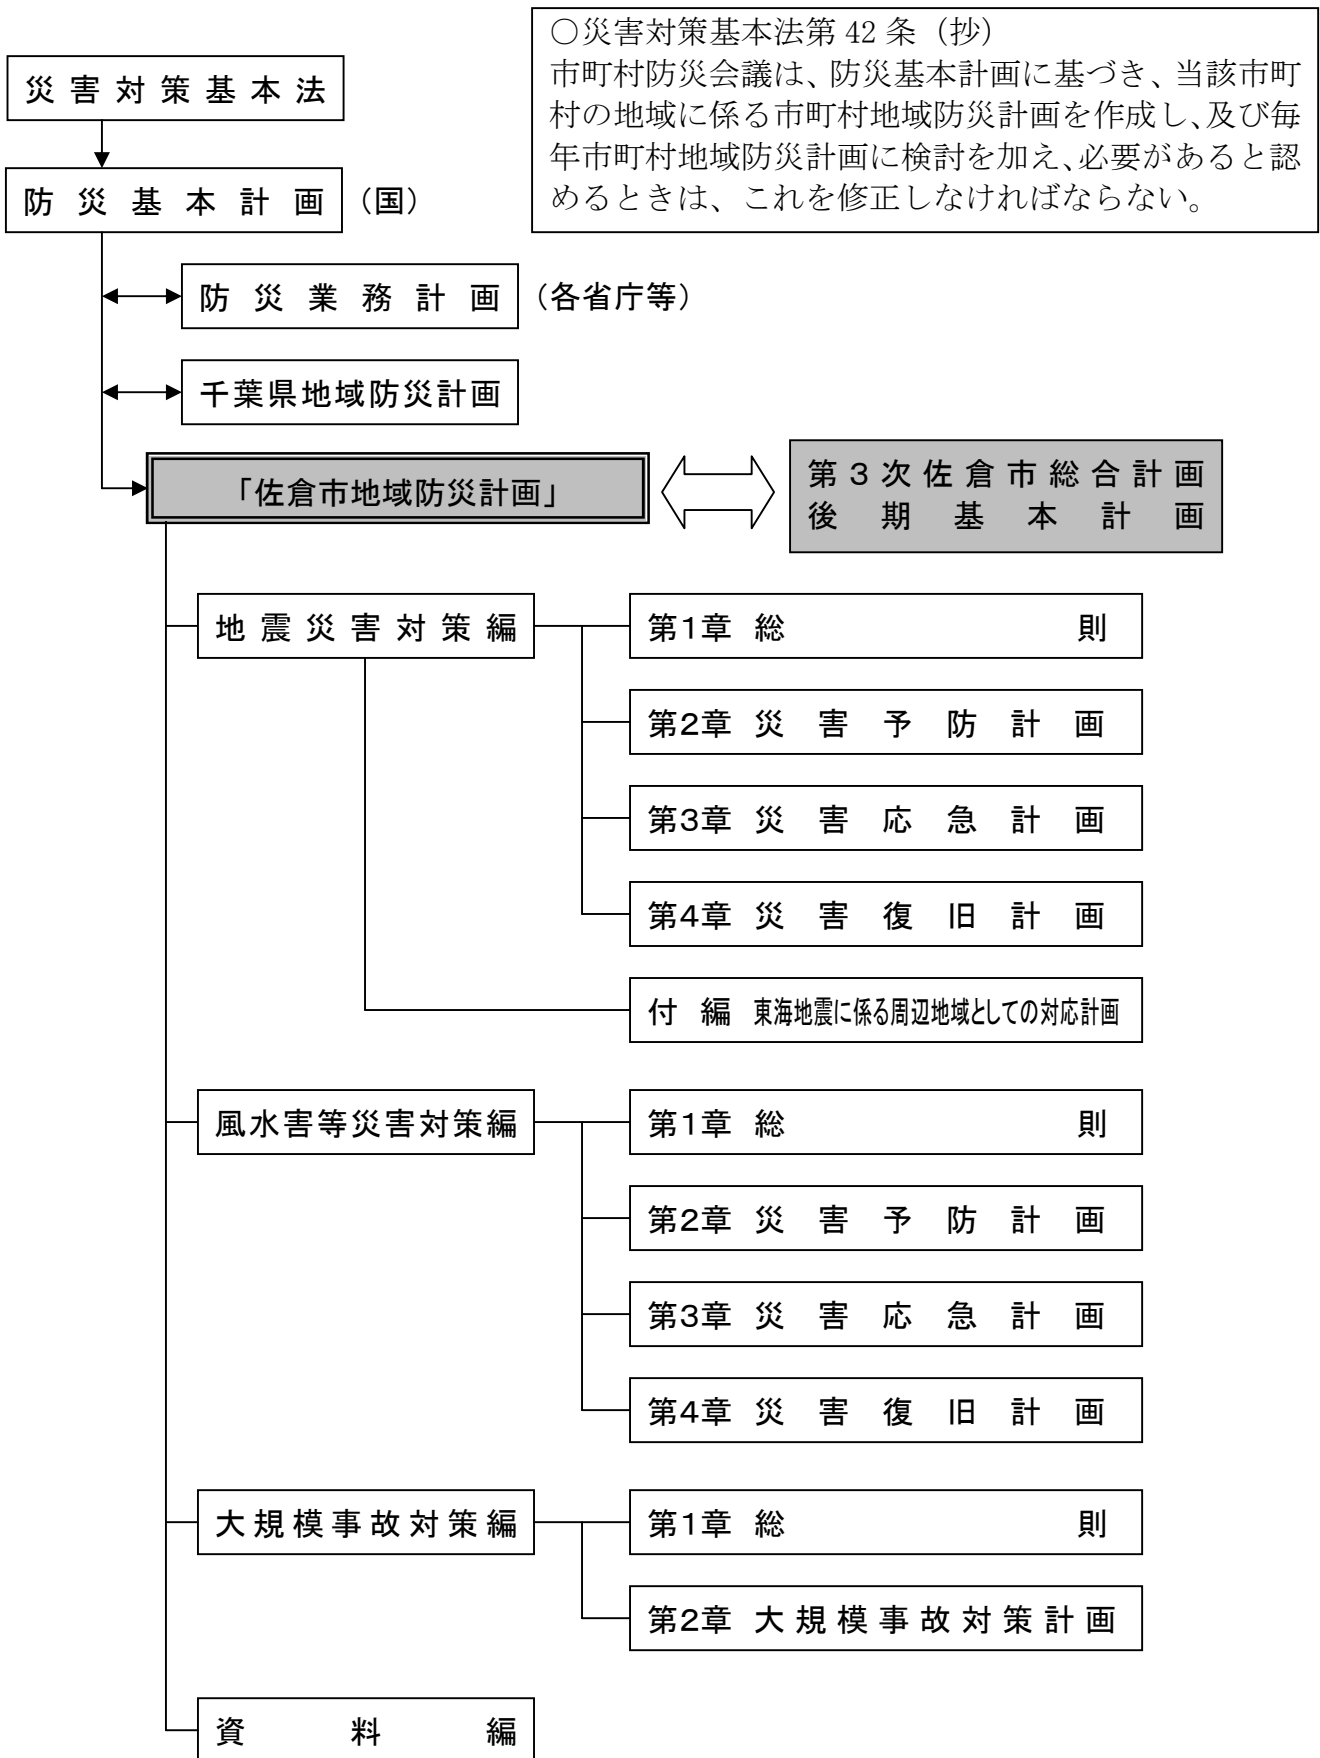 ○災害対策基本法第42条（抄）
市町村防災会議は、防災基本計画に基づき、当該市町
村の地域に係る市町村地域防災計画を作成し、及び毎
年市町村地域防災計画に検討を加え、必要があると認
めるときは、これを修正しなければならない。
災害対策基本法
防災基本計画（国）
防災業務計画（各省庁等）
千葉県地域防災計画
「佐倉市地域防災計画」
第３次佐倉市総合計画
後期基本計画
地震災害対策編
第1章 総則
第2章 災害予防計画
第3章 災害応急計画
第4章 災害復旧計画
付編 東海地震に係る周辺地域としての対応計画
風水害等災害対策編
第1章 総則
第2章 災害予防計画
第3章 災害応急計画
第4章 災害復旧計画
大規模事故対策編
第1章 総則
第2章 大規模事故対策計画
資料編